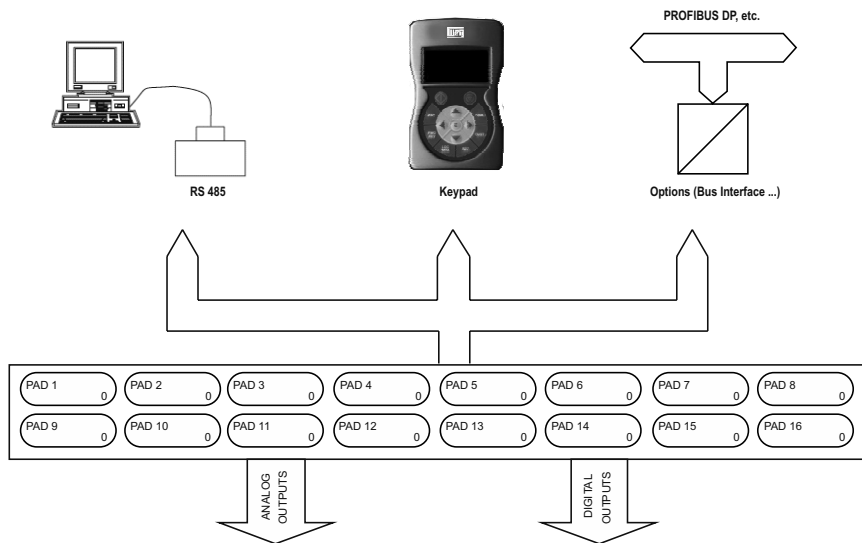 PROFIBUS DP, etc.
WEG
RS 485
Keypad
Options (Bus Interface ...)
PAD 1
0
PAD 2
0
PAD 3
0
PAD 4
0
PAD 5
0
PAD 6
0
PAD 7
0
PAD 8
0
PAD 9
0
PAD 10
0
PAD 11
0
PAD 12
0
PAD 13
0
PAD 14
0
PAD 15
0
PAD 16
0
ANALOG
OUTPUTS
DIGITAL
OUTPUTS